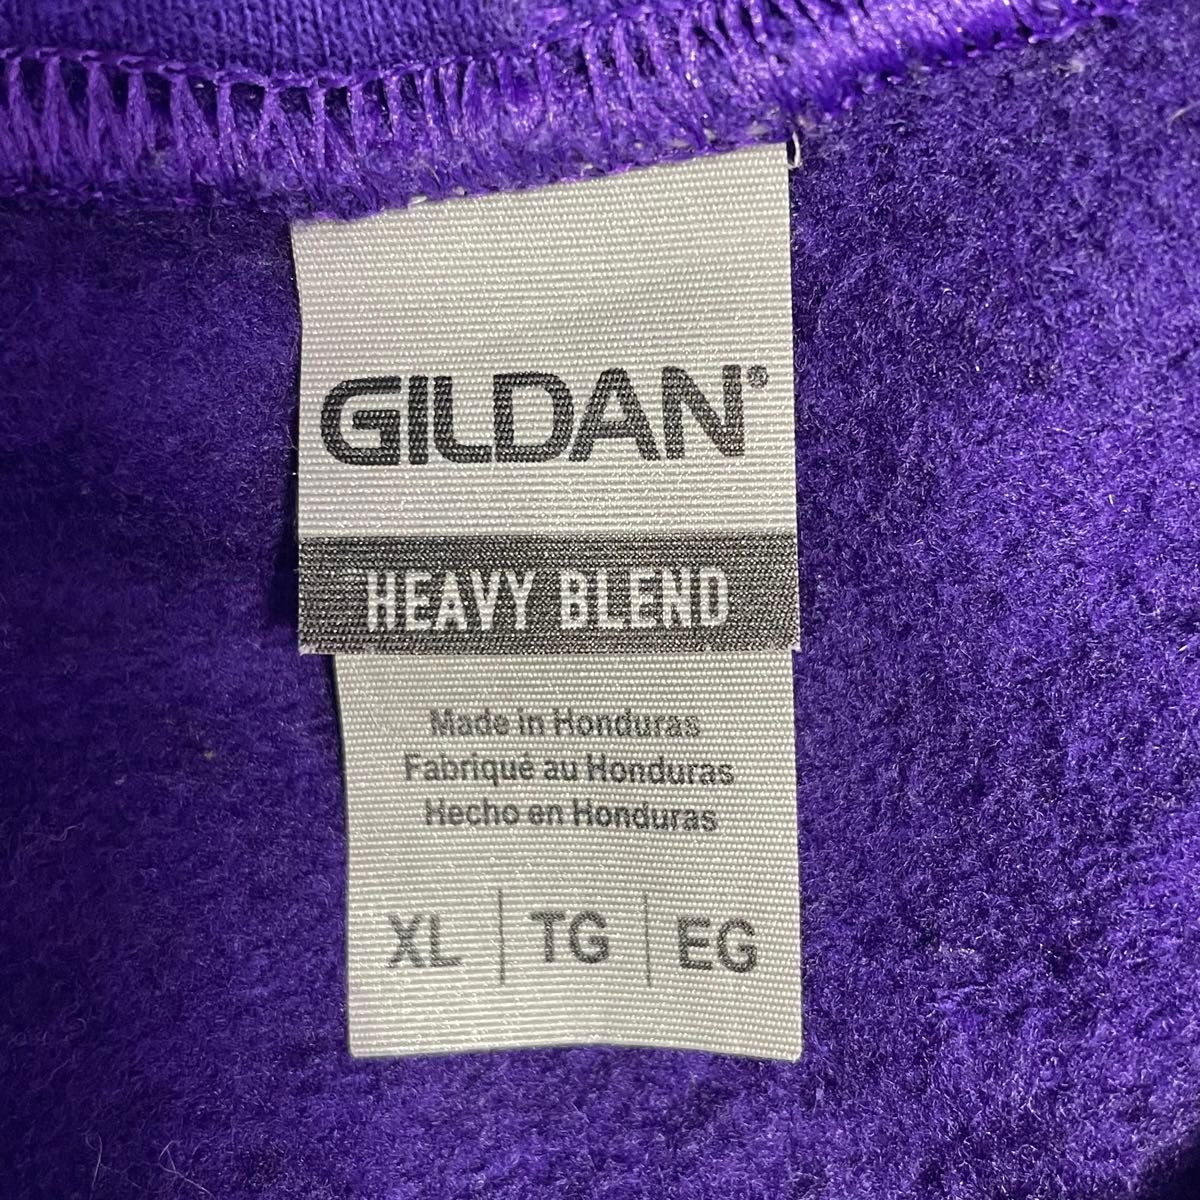 GILDAN®
HEAVY BLEND
Made in Honduras
Fabriqué au Honduras
Hecho en Honduras
XL | TG | EG